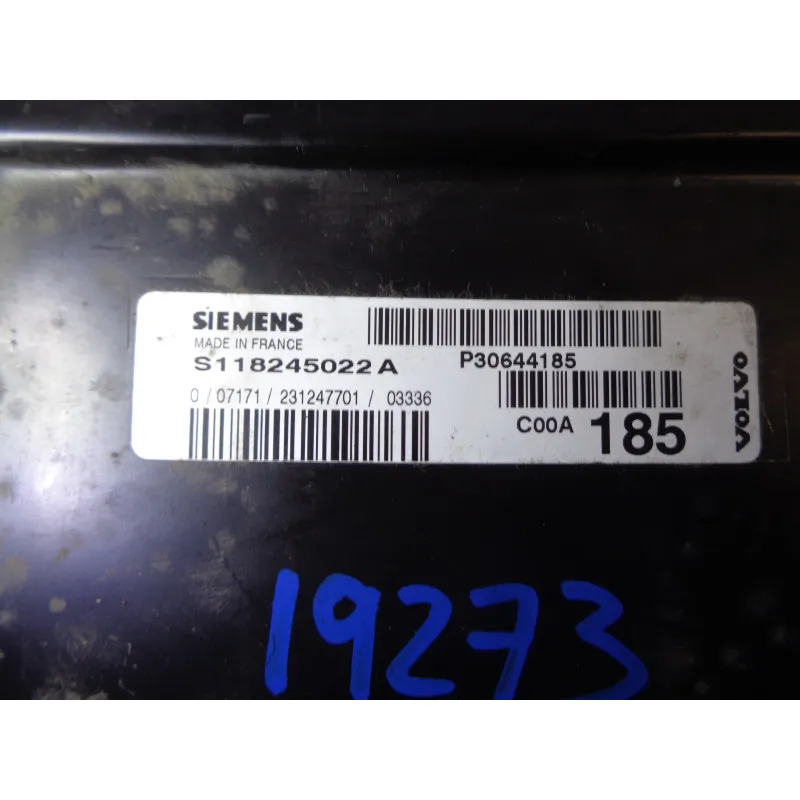 SIEMENS
MADE IN FRANCE
S118245022 A
P30644185
0 / 07171 / 231247701 / 03336
C00A 185
VOLVO
19273